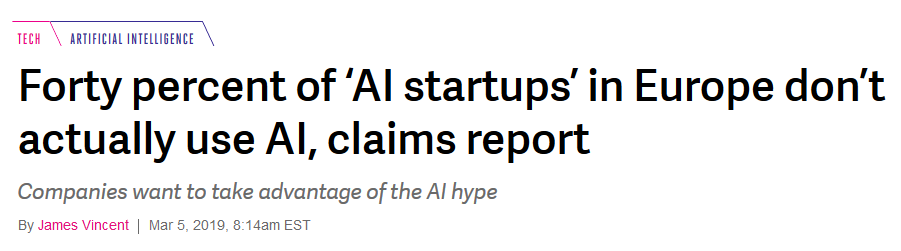 TECH ARTIFICIAL INTELLIGENCE
Forty percent of ‘AI startups’ in Europe don’t
actually use AI, claims report
Companies want to take advantage of the AI hype
By James Vincent | Mar 5, 2019, 8:14am EST